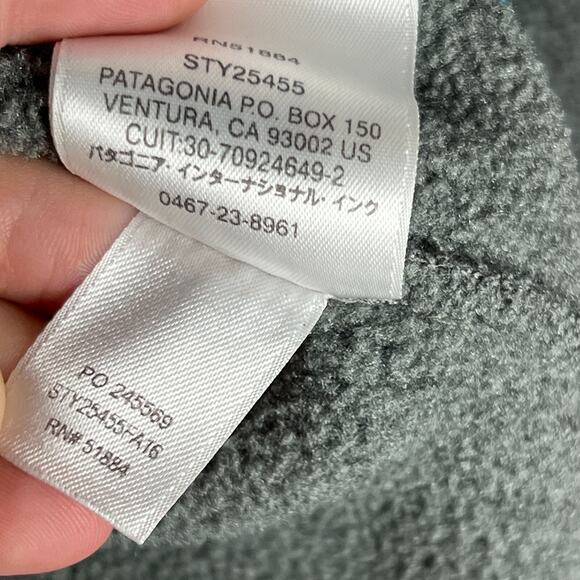 RN51884
STY25455
PATAGONIA P.O. BOX 150
VENTURA, CA 93002 US
CUIT:30-70924649-2
パタゴニア・インターナショナル・インク
0467-23-8961
PO 245569
STY25455FA16
RN# 51884